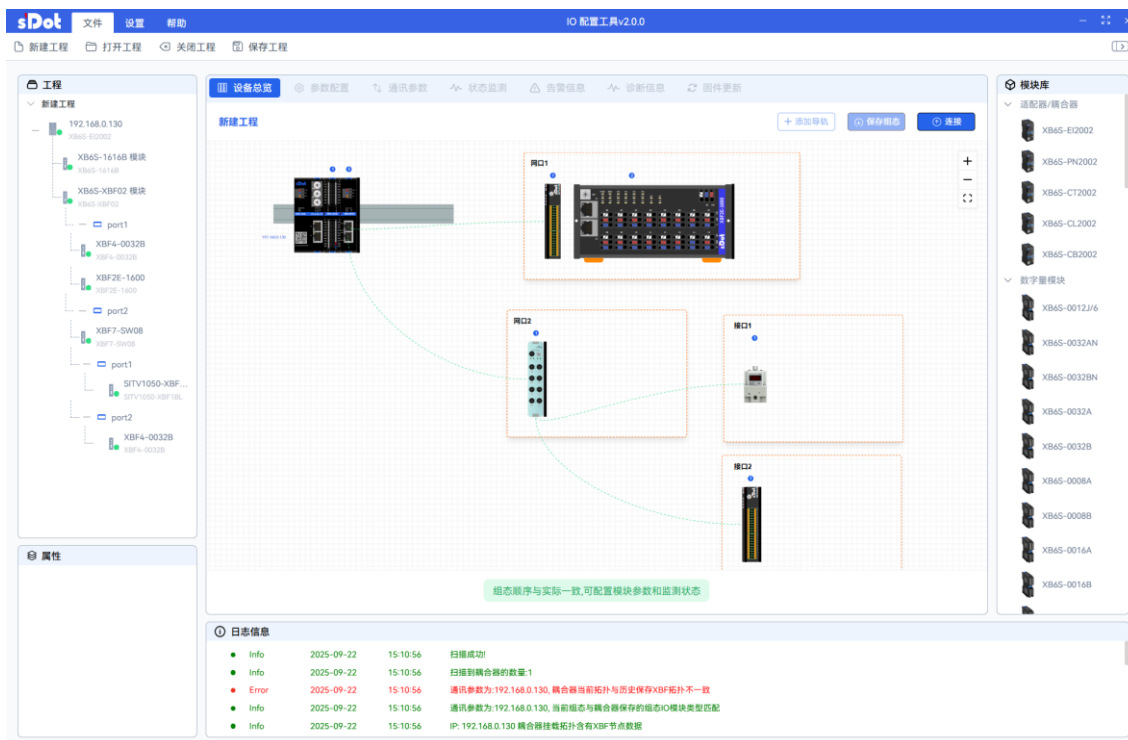 sDot 文件 设置 帮助 IO 配置工具v2.0.0
新建工程 打开工程 关闭工程 保存工程
工程
新建工程
192.168.0.130
XB6S-EI2002
XB6S-1616B 模块
XB6S-1616B
XB6S-XBF02 模块
XB6S-XBF02
port1
XBF4-0032B
XBF4-0032B
XBF2E-1600
XBF2E-1600
port2
XBF7-SW08
XBF7-SW08
port1
SITV1050-XBF...
SITV1050-XBF1BL
port2
XBF4-0032B
XBF4-0032B
属性
设备总览 参数配置 通讯参数 状态监测 告警信息 诊断信息 固件更新
新建工程 + 添加导轨 保存组态 连接
网口1
sDot
网口2
接口1
接口2
组态顺序与实际一致,可配置模块参数和监测状态
模块库
适配器/耦合器
XB6S-EI2002
XB6S-PN2002
XB6S-CT2002
XB6S-CL2002
XB6S-CB2002
数字量模块
XB6S-0012J/6
XB6S-0032AN
XB6S-0032BN
XB6S-0032A
XB6S-0032B
XB6S-0008A
XB6S-0008B
XB6S-0016A
XB6S-0016B
日志信息
Info 2025-09-22 15:10:56 扫描成功!
Info 2025-09-22 15:10:56 扫描到耦合器的数量:1
Error 2025-09-22 15:10:56 通讯参数为:192.168.0.130, 耦合器当前拓扑与历史保存XBF拓扑不一致
Info 2025-09-22 15:10:56 通讯参数为:192.168.0.130, 当前组态与耦合器保存的组态IO模块类型匹配
Info 2025-09-22 15:10:56 IP: 192.168.0.130 耦合器挂载拓扑含有XBF节点数据